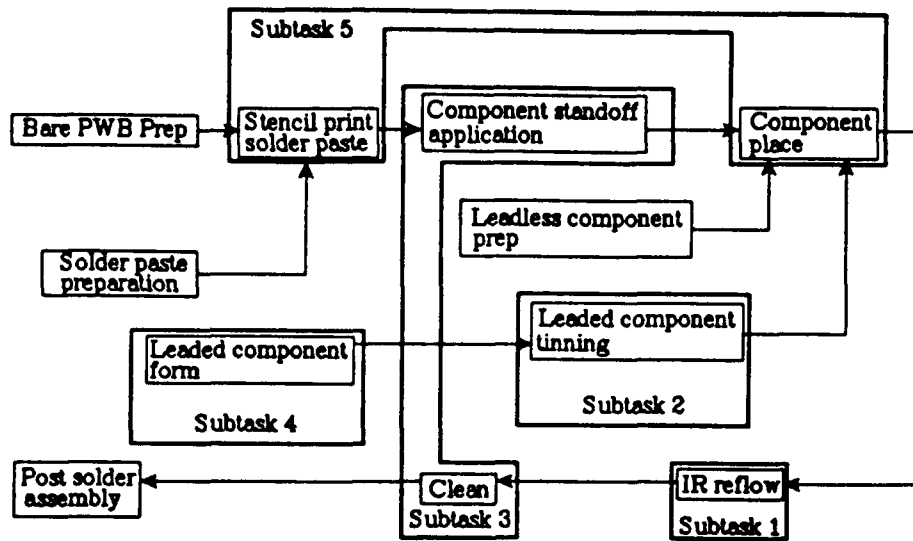 Subtask 5
Bare PWB Prep
Stencil print
solder paste
Component standoff
application
Component
place
Leadless component
prep
Solder paste
preparation
Leaded component
tinning
Subtask 2
Leaded component
form
Subtask 4
Post solder
assembly
Clean
Subtask 3
IR reflow
Subtask 1